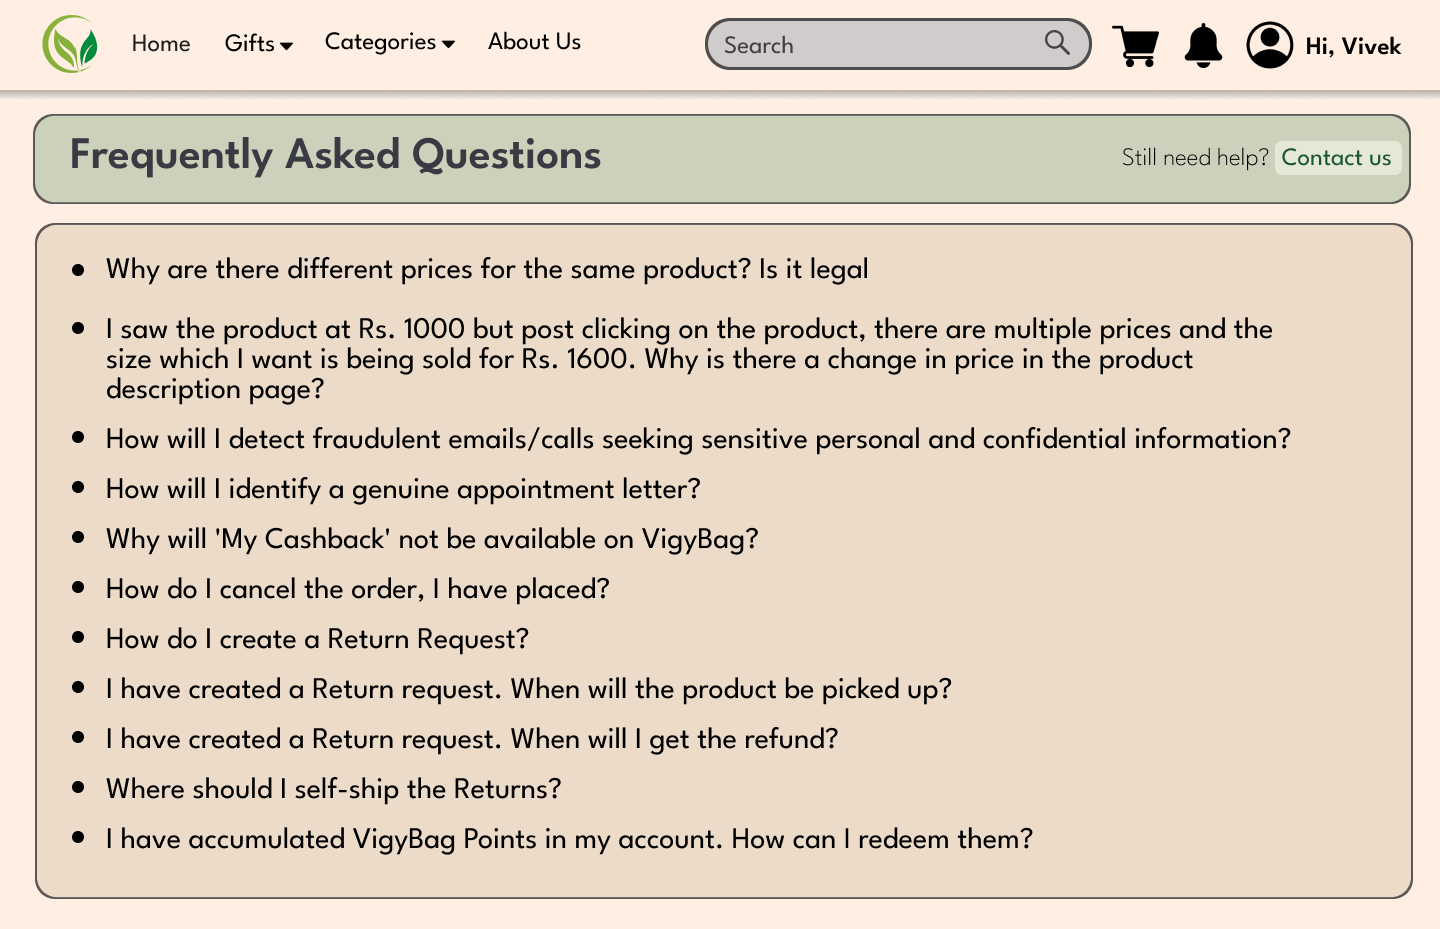 Home Gifts Categories About Us Search Hi, Vivek
Frequently Asked Questions
Still need help? Contact us
Why are there different prices for the same product? Is it legal
I saw the product at Rs. 1000 but post clicking on the product, there are multiple prices and the
size which I want is being sold for Rs. 1600. Why is there a change in price in the product
description page?
How will I detect fraudulent emails/calls seeking sensitive personal and confidential information?
How will I identify a genuine appointment letter?
Why will 'My Cashback' not be available on VigyBag?
How do I cancel the order, I have placed?
How do I create a Return Request?
I have created a Return request. When will the product be picked up?
I have created a Return request. When will I get the refund?
Where should I self-ship the Returns?
I have accumulated VigyBag Points in my account. How can I redeem them?